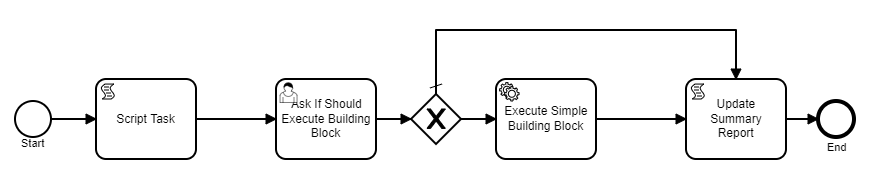 Start
Script Task
Ask If Should
Execute Building
Block
X
Execute Simple
Building Block
Update
Summary
Report
End